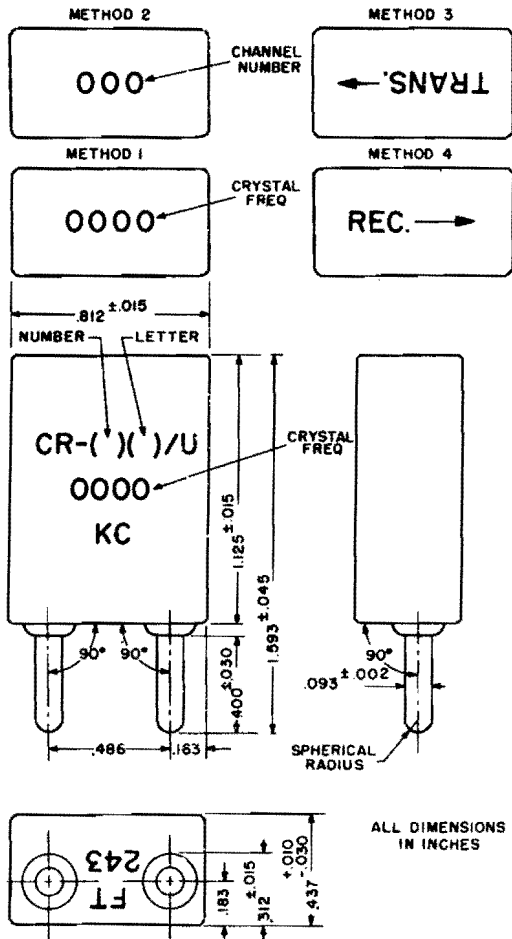 METHOD 2
000
CHANNEL
NUMBER
METHOD 3
TRANS.
METHOD 1
0000
CRYSTAL
FREQ
METHOD 4
REC.
.812 ±.015
NUMBER
LETTER
CR-( )( )/U
0000
KC
CRYSTAL
FREQ
1.125 ±.015
1.593 ±.045
.400 ±.030
90°
90°
.486
.163
90°
.093 ±.002
SPHERICAL
RADIUS
FT
243
.183
.312 ±.015
.437 +.010 -.030
ALL DIMENSIONS
IN INCHES